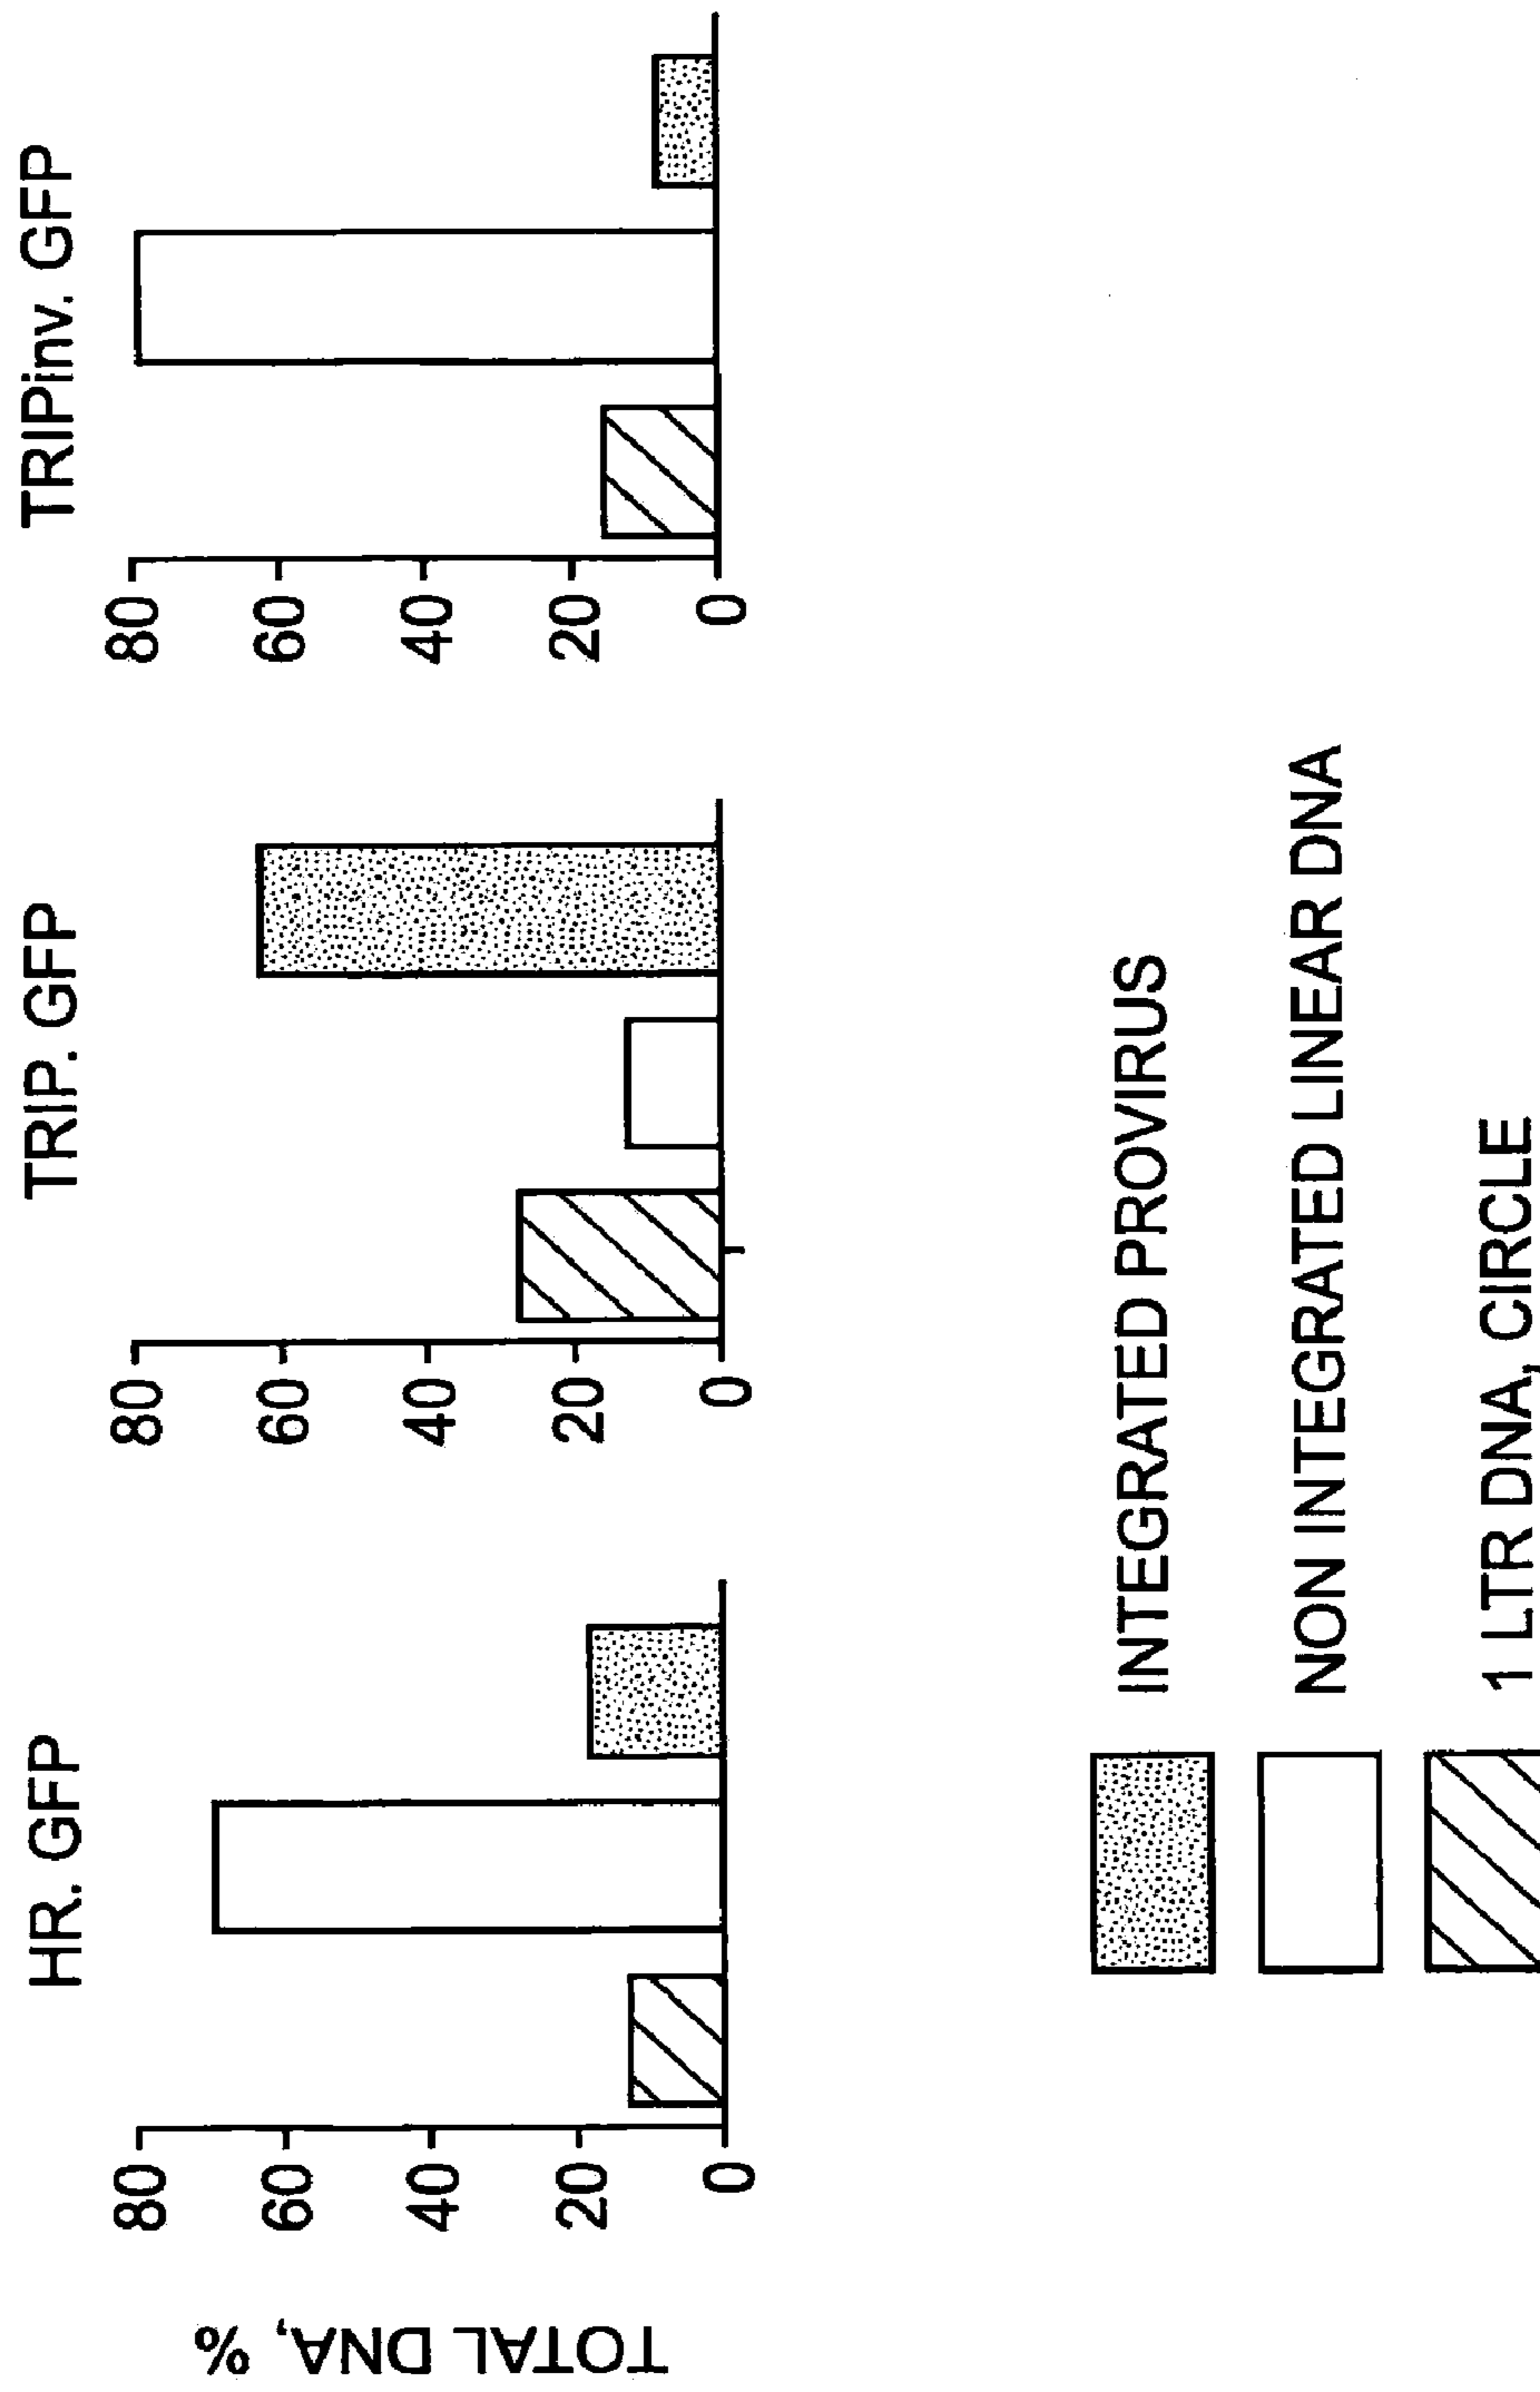 HR. GFP
TRIP. GFP
TRIPinv. GFP
TOTAL DNA, %
80
60
40
20
0
80
60
40
20
0
80
60
40
20
0
INTEGRATED PROVIRUS
NON INTEGRATED LINEAR DNA
1 LTR DNA, CIRCLE